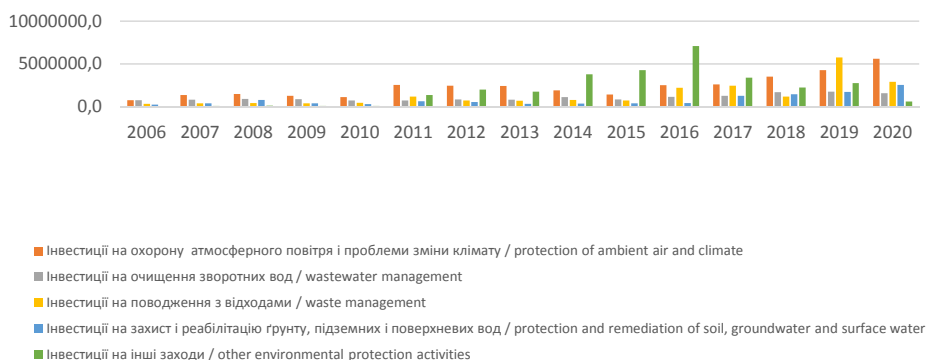 10000000,0
5000000,0
0,0
2006 2007 2008 2009 2010 2011 2012 2013 2014 2015 2016 2017 2018 2019 2020
Інвестиції на охорону атмосферного повітря і проблеми зміни клімату / protection of ambient air and climate
Інвестиції на очищення зворотних вод / wastewater management
Інвестиції на поводження з відходами / waste management
Інвестиції на захист і реабілітацію ґрунту, підземних і поверхневих вод / protection and remediation of soil, groundwater and surface water
Інвестиції на інші заходи / other environmental protection activities